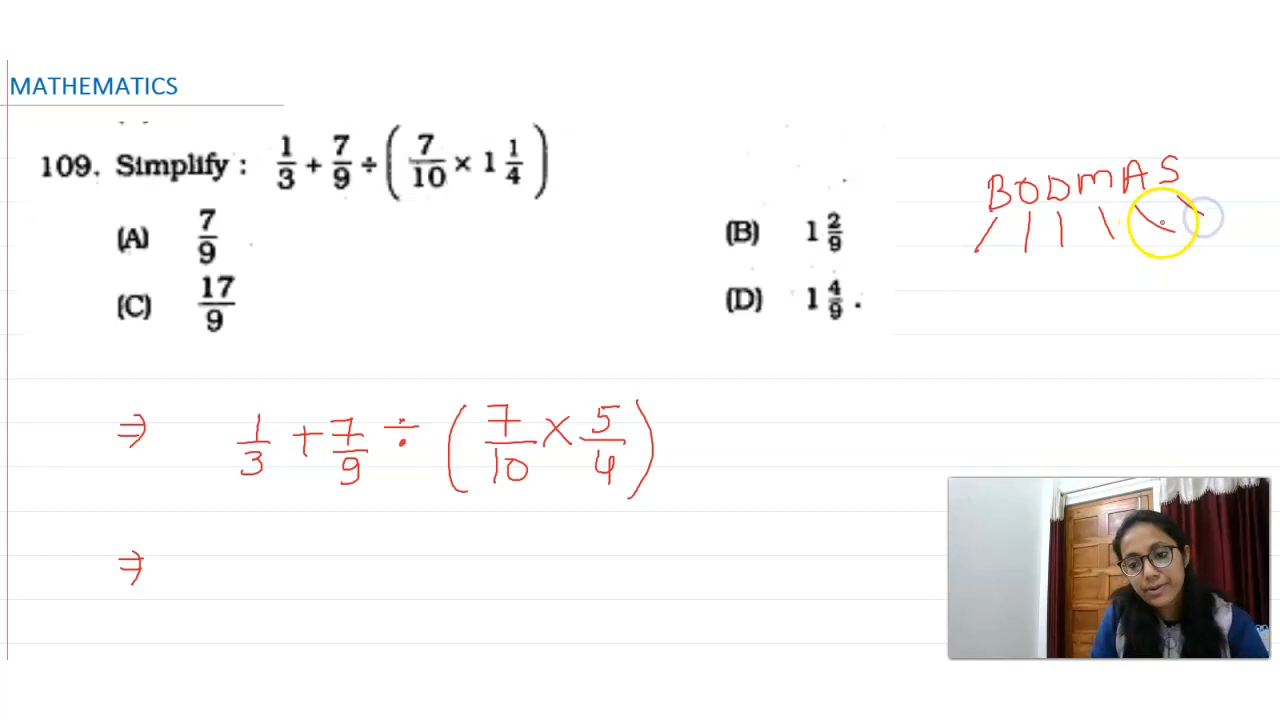 MATHEMATICS
109. Simplify : 1/3 + 7/9 ÷ ( 7/10 × 1 1/4 )
(A) 7/9
(B) 1 2/9
(C) 17/9
(D) 1 4/9 .
BODMAS
⇒ 1/3 + 7/9 ÷ ( 7/10 × 5/4 )
⇒